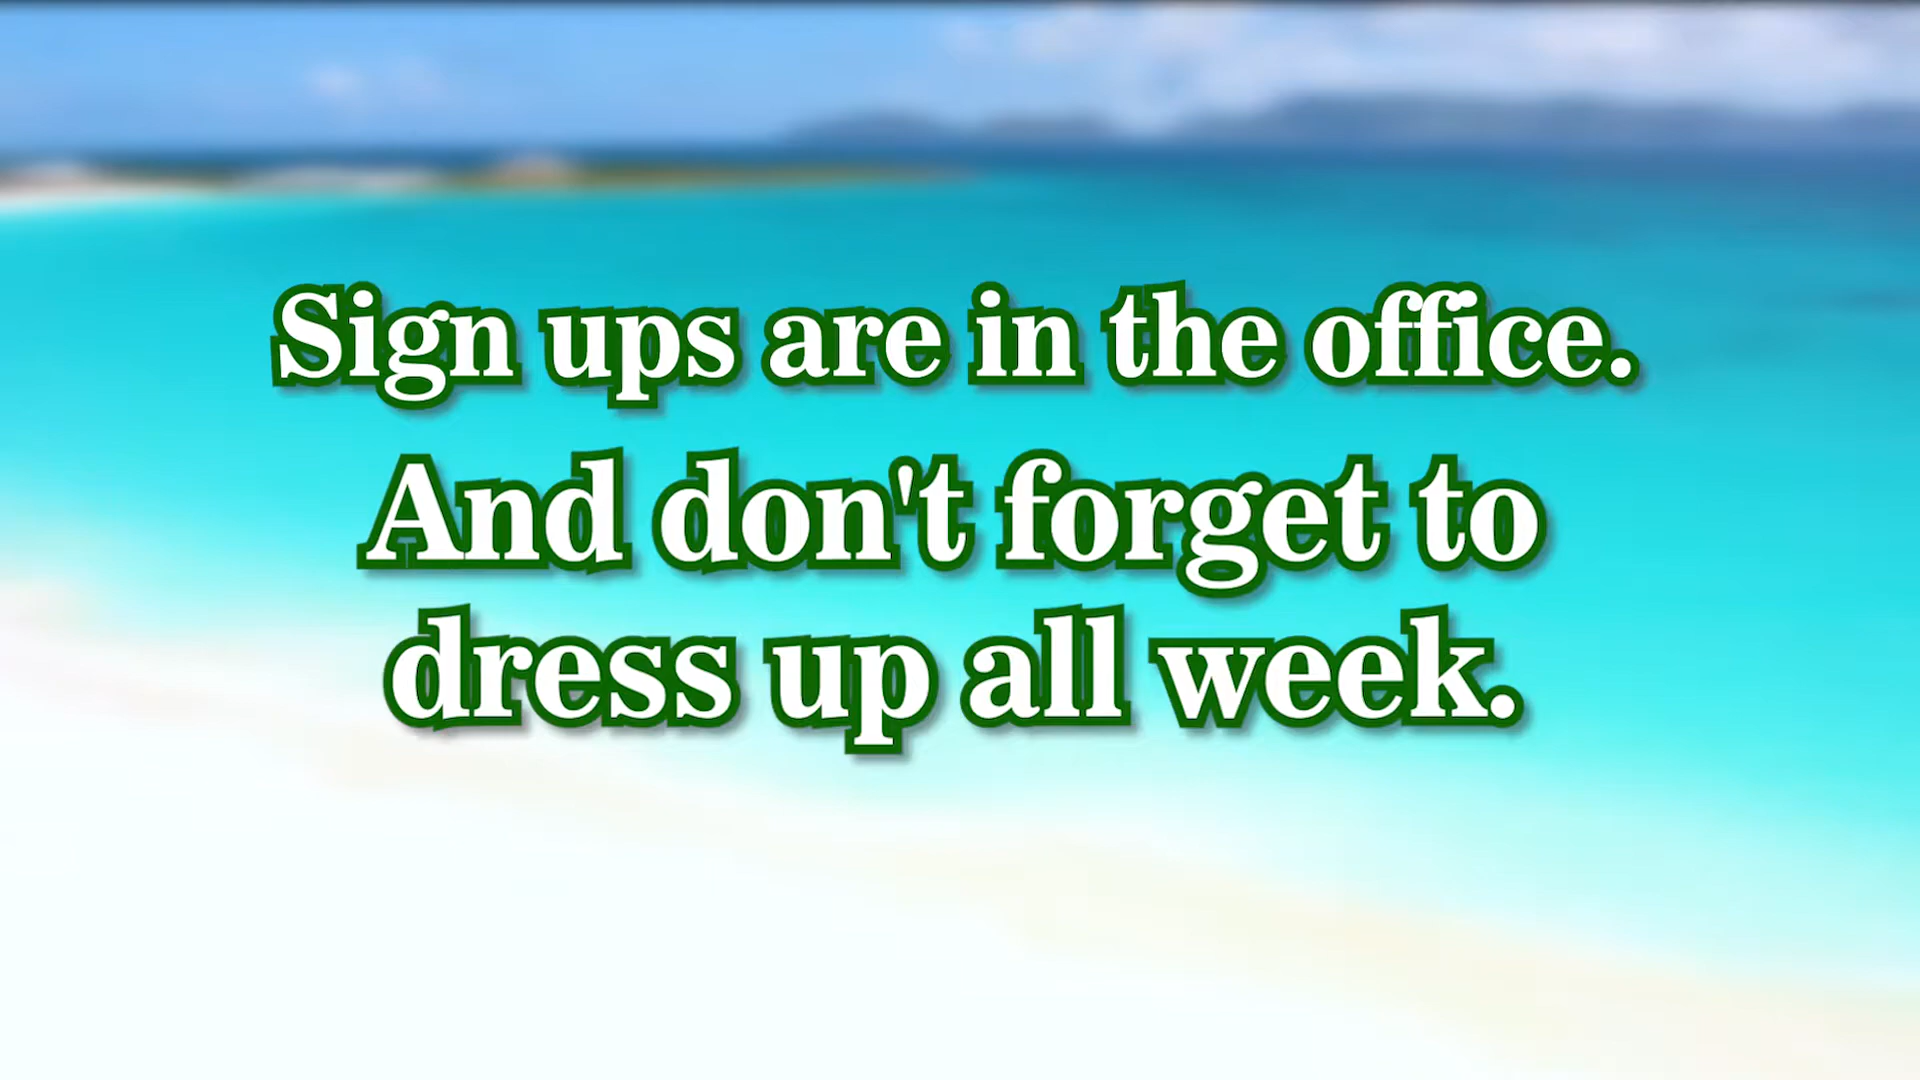 Sign ups are in the office.
And don't forget to
dress up all week.